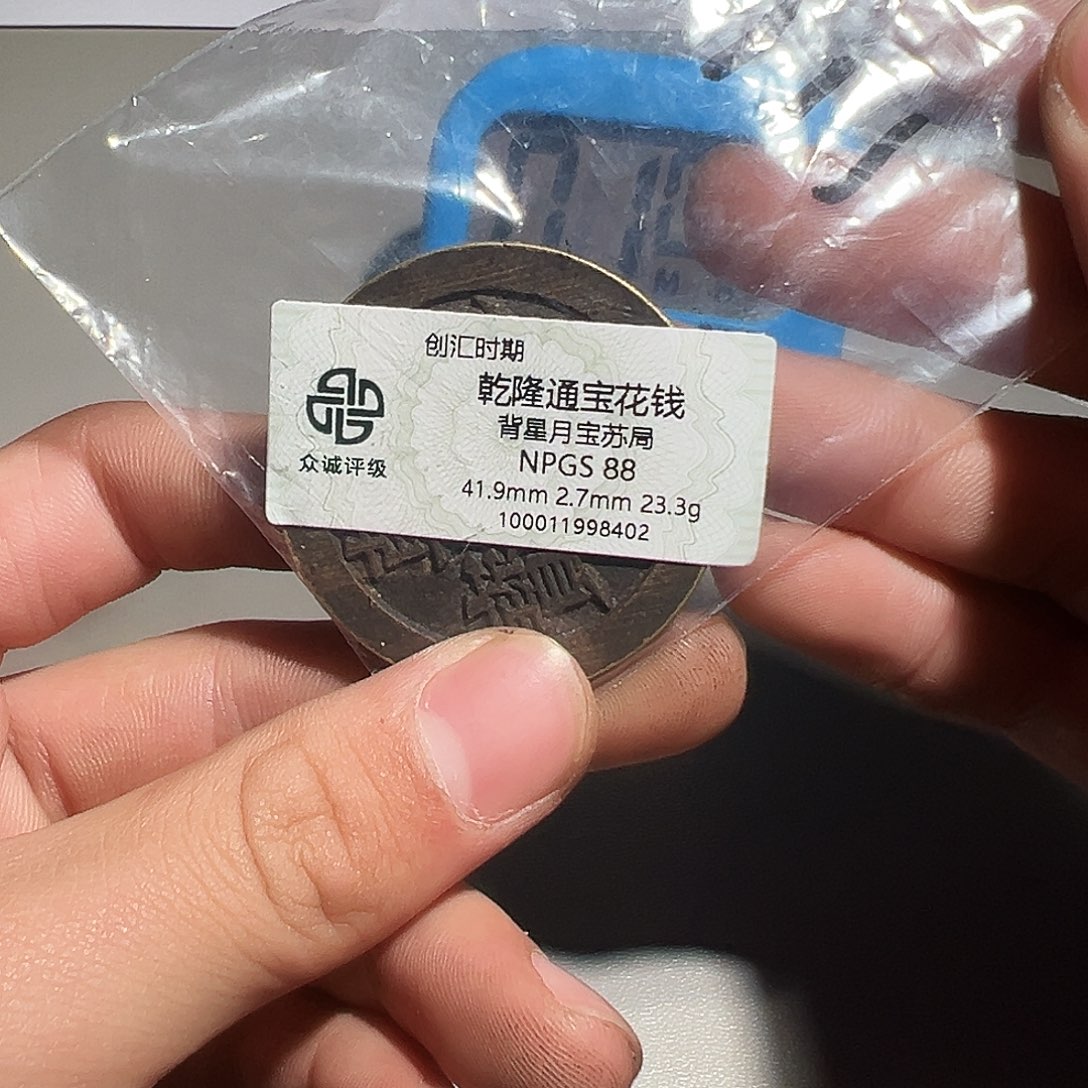 创汇时期
乾隆通宝花钱
背星月宝苏局
众诚评级
NPGS 88
41.9mm 2.7mm 23.3g
100011998402